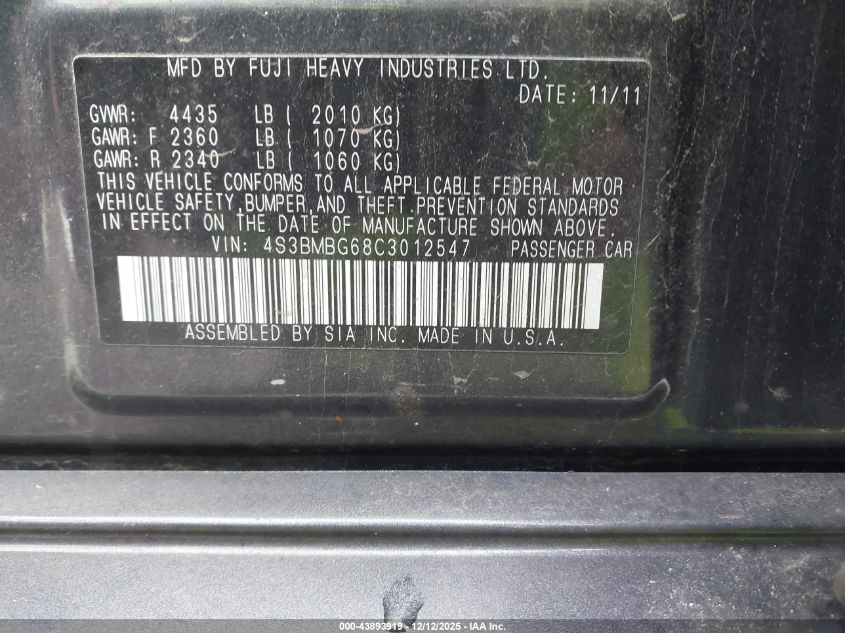 MFD BY FUJI HEAVY INDUSTRIES LTD.
DATE: 11/11
GVWR: 4435 LB ( 2010 KG)
GAWR: F 2360 LB ( 1070 KG)
GAWR: R 2340 LB ( 1060 KG)
THIS VEHICLE CONFORMS TO ALL APPLICABLE FEDERAL MOTOR
VEHICLE SAFETY, BUMPER, AND THEFT PREVENTION STANDARDS
IN EFFECT ON THE DATE OF MANUFACTURE SHOWN ABOVE.
VIN: 4S3BMBG68C3012547 PASSENGER CAR
ASSEMBLED BY SIA INC. MADE IN U.S.A.
000-43893919 - 12/12/2025 - IAA Inc.